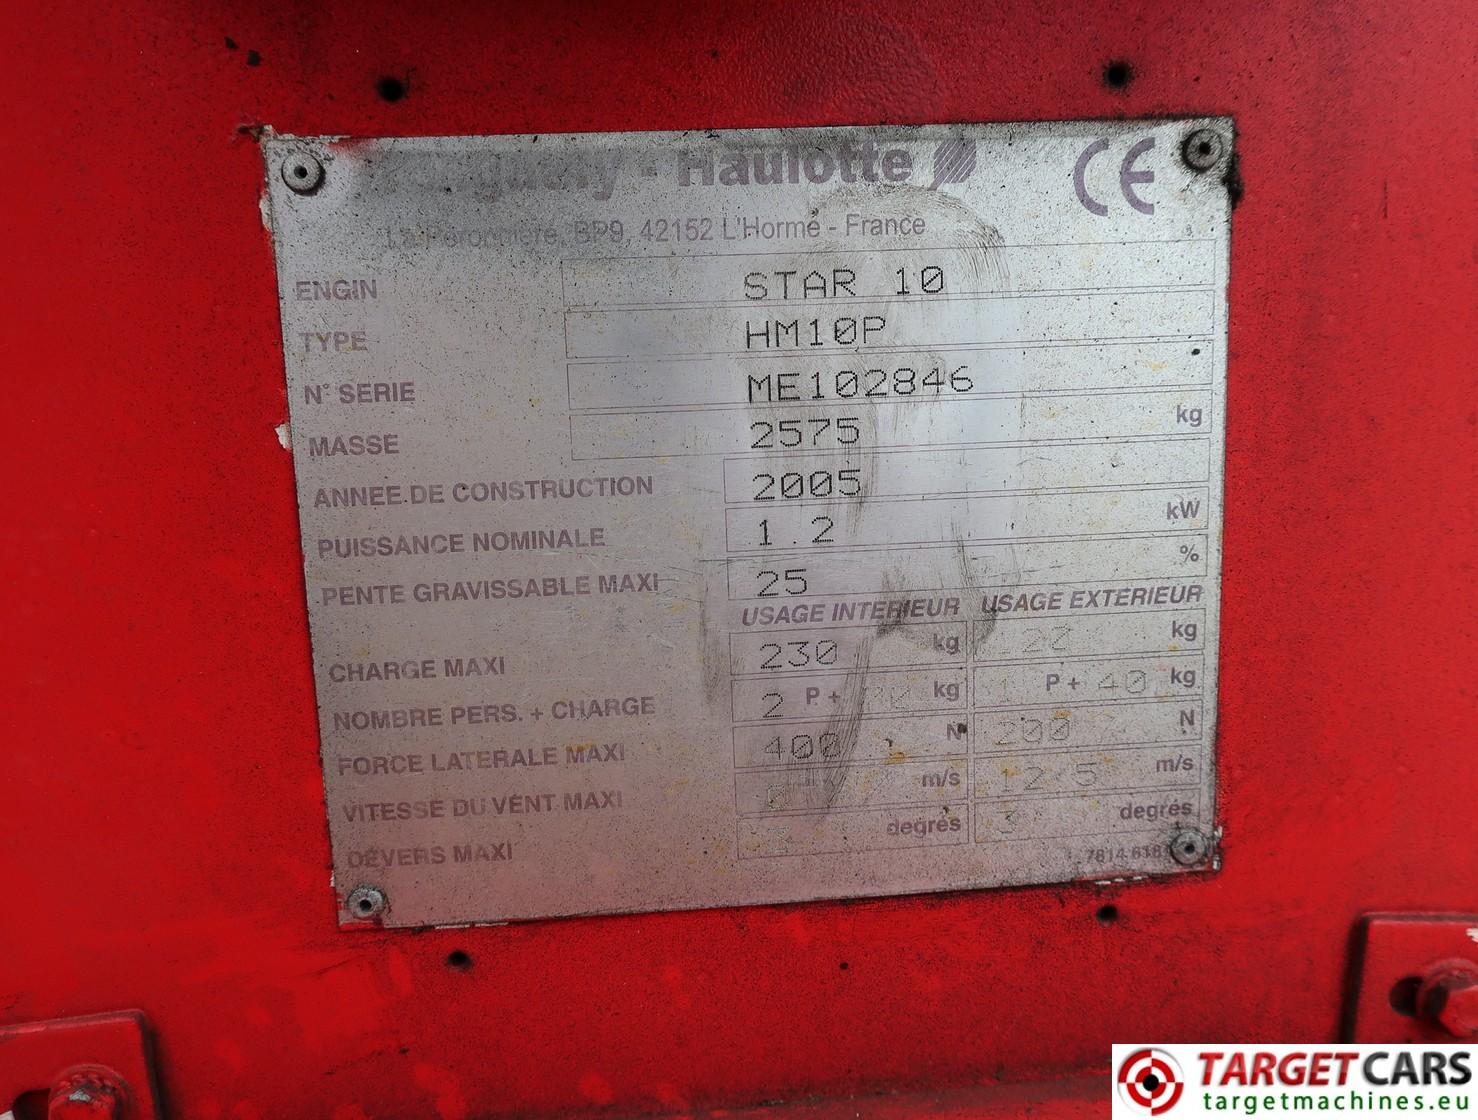 - Haulotte CE
BP9, 42152 L'Horme - France
ENGIN STAR 10
TYPE HM10P
N° SERIE ME102846
MASSE 2575 kg
ANNEE DE CONSTRUCTION 2005
PUISSANCE NOMINALE 1.2 kW
PENTE GRAVISSABLE MAXI 25 %
USAGE INTERIEUR USAGE EXTERIEUR
CHARGE MAXI 230 kg kg
NOMBRE PERS. + CHARGE 2 P + kg 1 P + 40 kg
FORCE LATERALE MAXI 400 N 200 N
VITESSE DU VENT MAXI m/s 12.5 m/s
DEVERS MAXI degrés 3 degrés
TARGET CARS
targetmachines.eu